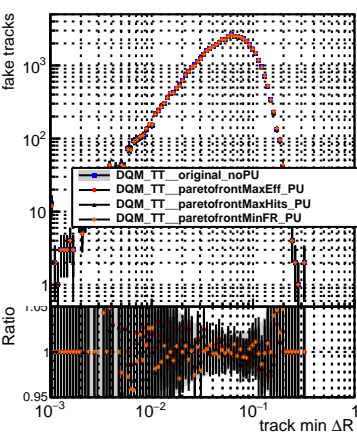 fake tracks
10³
10²
10
1
DQM_TT__original_noPU
DQM_TT__paretofrontMaxEff_PU
DQM_TT__paretofrontMaxHits_PU
DQM_TT__paretofrontMinFR_PU
Ratio
1.05
1
0.95
10⁻³ 10⁻² 10⁻¹ 1
track min ΔR